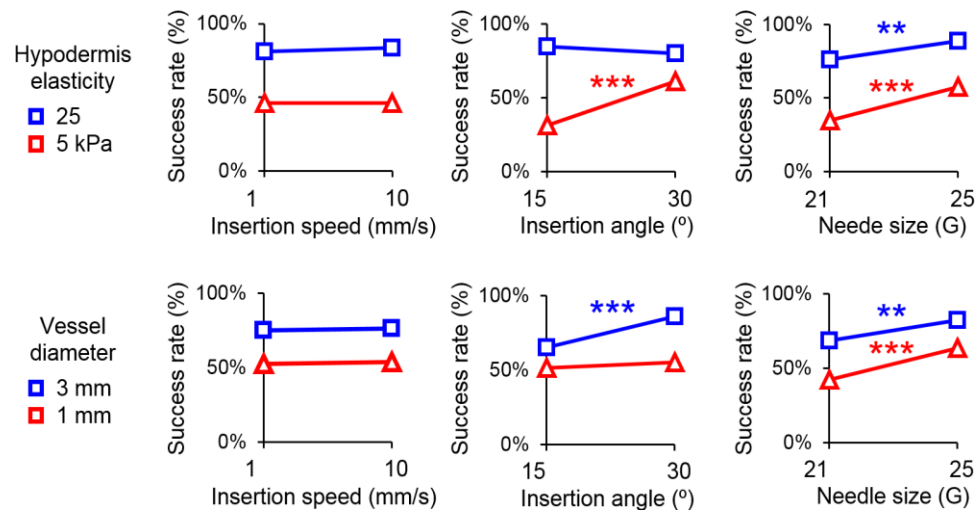 Hypodermis
elasticity
25
5 kPa
Success rate (%)
100%
50%
0%
1
10
Insertion speed (mm/s)
Success rate (%)
100%
50%
0%
***
15
30
Insertion angle (º)
Success rate (%)
100%
50%
0%
**
***
21
25
Neede size (G)
Vessel
diameter
3 mm
1 mm
Success rate (%)
100%
50%
0%
1
10
Insertion speed (mm/s)
Success rate (%)
100%
50%
0%
***
15
30
Insertion angle (º)
Success rate (%)
100%
50%
0%
**
***
21
25
Needle size (G)